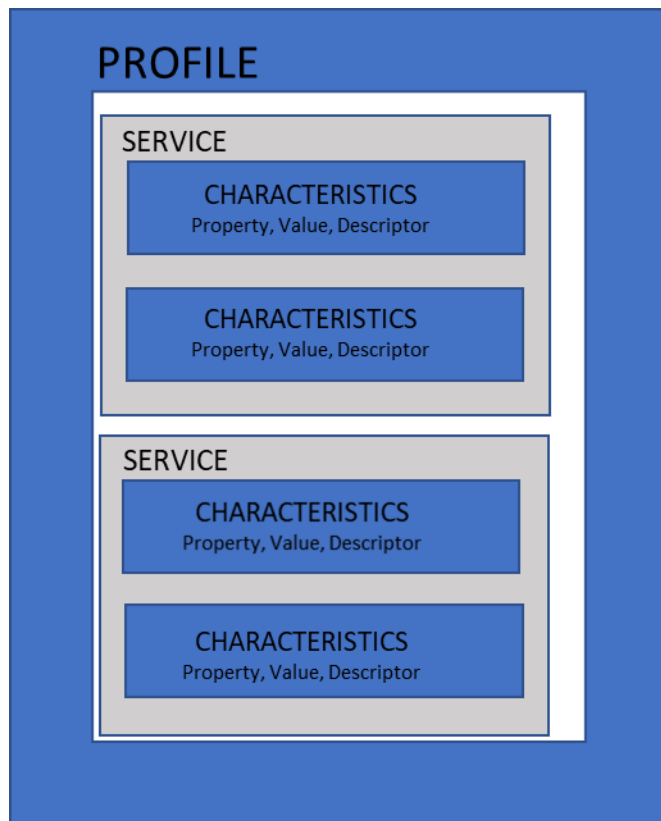 PROFILE
SERVICE
CHARACTERISTICS
Property, Value, Descriptor
CHARACTERISTICS
Property, Value, Descriptor
SERVICE
CHARACTERISTICS
Property, Value, Descriptor
CHARACTERISTICS
Property, Value, Descriptor